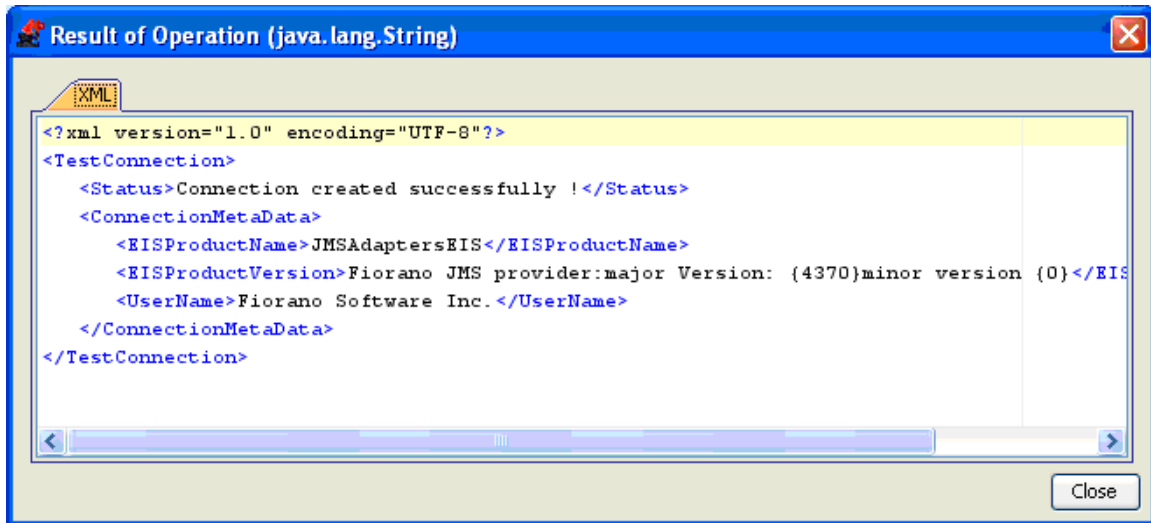 Result of Operation (java.lang.String)
XML
<?xml version="1.0" encoding="UTF-8"?>
<TestConnection>
<Status>Connection created successfully !</Status>
<ConnectionMetaData>
<EISProductName>JMSAdaptersEIS</EISProductName>
<EISProductVersion>Fiorano JMS provider:major Version: {4370}minor version {0}</EIS
<UserName>Fiorano Software Inc.</UserName>
</ConnectionMetaData>
</TestConnection>
Close